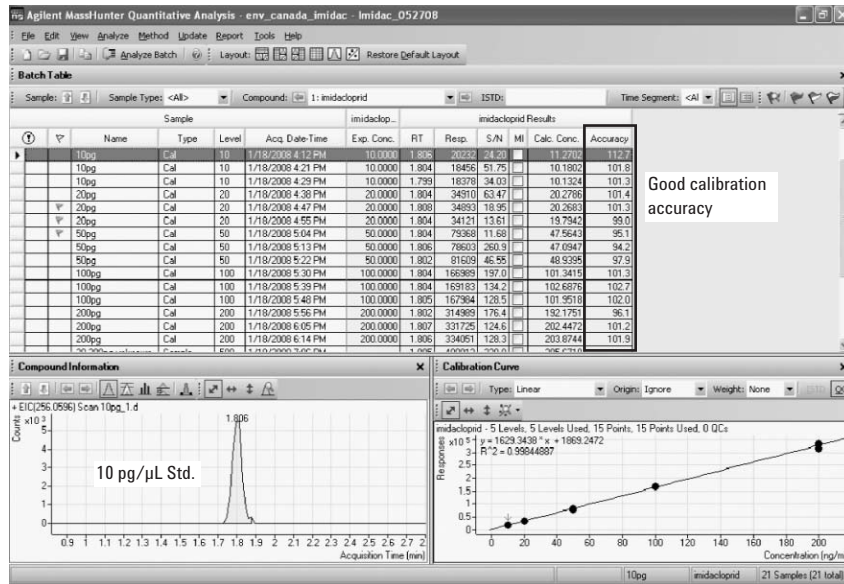 Agilent MassHunter Quantitative Analysis - env_canada_imidac - Imidac_052708
File Edit View Analyze Method Update Report Tools Help
Analyze Batch Layout: Restore Default Layout
Batch Table
Sample: Sample Type: <All> Compound: 1: imidacloprid ISTD: Time Segment: <Al
Sample imidaclop... imidacloprid Results
Name Type Level Acq. Date-Time Exp. Conc. RT Resp. S/N MI Calc. Conc. Accuracy
10pg Cal 10 1/18/2008 4:12 PM 10.0000 1.806 20232 24.20 11.2702 112.7
10pg Cal 10 1/18/2008 4:21 PM 10.0000 1.804 18456 51.75 10.1802 101.8
10pg Cal 10 1/18/2008 4:29 PM 10.0000 1.799 18378 34.03 10.1324 101.3
20pg Cal 20 1/18/2008 4:38 PM 20.0000 1.804 34910 63.47 20.2786 101.4
20pg Cal 20 1/18/2008 4:47 PM 20.0000 1.808 34893 18.95 20.2683 101.3
20pg Cal 20 1/18/2008 4:55 PM 20.0000 1.806 34121 13.61 19.7942 99.0
50pg Cal 50 1/18/2008 5:04 PM 50.0000 1.804 79368 11.68 47.5643 95.1
50pg Cal 50 1/18/2008 5:13 PM 50.0000 1.806 78603 260.9 47.0947 94.2
50pg Cal 50 1/18/2008 5:22 PM 50.0000 1.802 81609 46.55 48.9395 97.9
100pg Cal 100 1/18/2008 5:30 PM 100.0000 1.804 166989 197.0 101.3415 101.3
100pg Cal 100 1/18/2008 5:39 PM 100.0000 1.804 169183 134.2 102.6876 102.7
100pg Cal 100 1/18/2008 5:48 PM 100.0000 1.805 167984 128.5 101.9518 102.0
200pg Cal 200 1/18/2008 5:56 PM 200.0000 1.802 314989 176.4 192.1751 96.1
200pg Cal 200 1/18/2008 6:05 PM 200.0000 1.807 331725 124.6 202.4472 101.2
200pg Cal 200 1/18/2008 6:14 PM 200.0000 1.806 334051 128.3 203.8744 101.9
Good calibration
accuracy
Compound Information
+ EIC(256.0596) Scan 10pg_1.d
Counts
x10 3
1.806
5-
4-
3-
2-
1-
0-
10 pg/µL Std.
0.9 1 1.1 1.2 1.3 1.4 1.5 1.6 1.7 1.8 1.9 2 2.1 2.2 2.3 2.4 2.5 2.6 2.7 2
Acquisition Time (min)
Calibration Curve
Type: Linear Origin: Ignore Weight: None ISTD QC
imidacloprid - 5 Levels, 5 Levels Used, 15 Points, 15 Points Used, 0 QCs
Responses
x10 5
y = 1629.3438 * x + 1869.2472
R^2 = 0.99844887
3-
2.5-
2-
1.5-
1-
0.5-
0-
0 20 40 60 80 100 120 140 160 180 200
Concentration (ng/m
10pg imidacloprid 21 Samples (21 total)